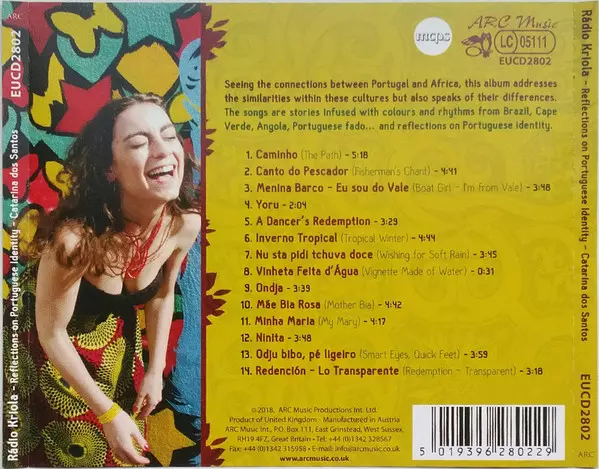 ARC
EUCD2802
Rádio Kriola – Reflections on Portuguese Identity – Catarina dos Santos
mcps
ARC Music
LC 05111
EUCD2802
Seeing the connections between Portugal and Africa, this album addresses
the similarities within these cultures but also speaks of their differences.
The songs are stories infused with colours and rhythms from Brazil, Cape
Verde, Angola, Portuguese fado... and reflections on Portuguese identity.
1. Caminho (The Path) – 5:18
2. Canto do Pescador (Fisherman's Chant) – 4:41
3. Menina Barco – Eu sou do Vale (Boat Girl – I'm from Vale) – 3:48
4. Yoru – 2:04
5. A Dancer's Redemption – 3:29
6. Inverno Tropical (Tropical Winter) – 4:44
7. Nu sta pidi tchuva doce (Wishing for Soft Rain) – 3:45
8. Vinheta Feita d'Água (Vignette Made of Water) – 0:31
9. Ondja – 3:39
10. Mãe Bia Rosa (Mother Bia) – 4:42
11. Minha Maria (My Mary) – 4:17
12. Ninita – 3:48
13. Odju bibo, pé ligeiro (Smart Eyes, Quick Feet) – 3:59
14. Redención – Lo Transparente (Redemption – Transparent) – 3:18
©2018, ARC Music Productions Int. Ltd.
Product of United Kingdom – Manufactured in Austria
ARC Music Int., P.O. Box 111, East Grinstead, West Sussex,
RH19 4FZ, Great Britain – Tel: +44 (0)1342 328567
Fax: +44 (0)1342 315958 – E-mail: info@arcmusic.co.uk
www.arcmusic.co.uk
5 019396 280229
Rádio Kriola – Reflections on Portuguese Identity – Catarina dos Santos
EUCD2802
ARC